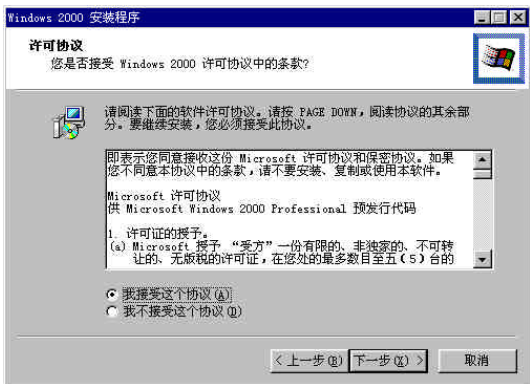 Windows 2000 安装程序
许可协议
您是否接受 Windows 2000 许可协议中的条款?
请阅读下面的软件许可协议。请按 PAGE DOWN，阅读协议的其余部
分。要继续安装，您必须接受此协议。
即表示您同意接收这份 Microsoft 许可协议和保密协议。如果
您不同意本协议中的条款，请不要安装、复制或使用本软件。
Microsoft 许可协议
供 Microsoft Windows 2000 Professional 预发行代码
1. 许可证的授予。
(a) Microsoft 授予 “受方”一份有限的、非独家的、不可转
让的、无版税的许可证，在您处的最多数目至五(5)台的
我接受这个协议(A)
我不接受这个协议(D)
< 上一步(B) 下一步(X) > 取消